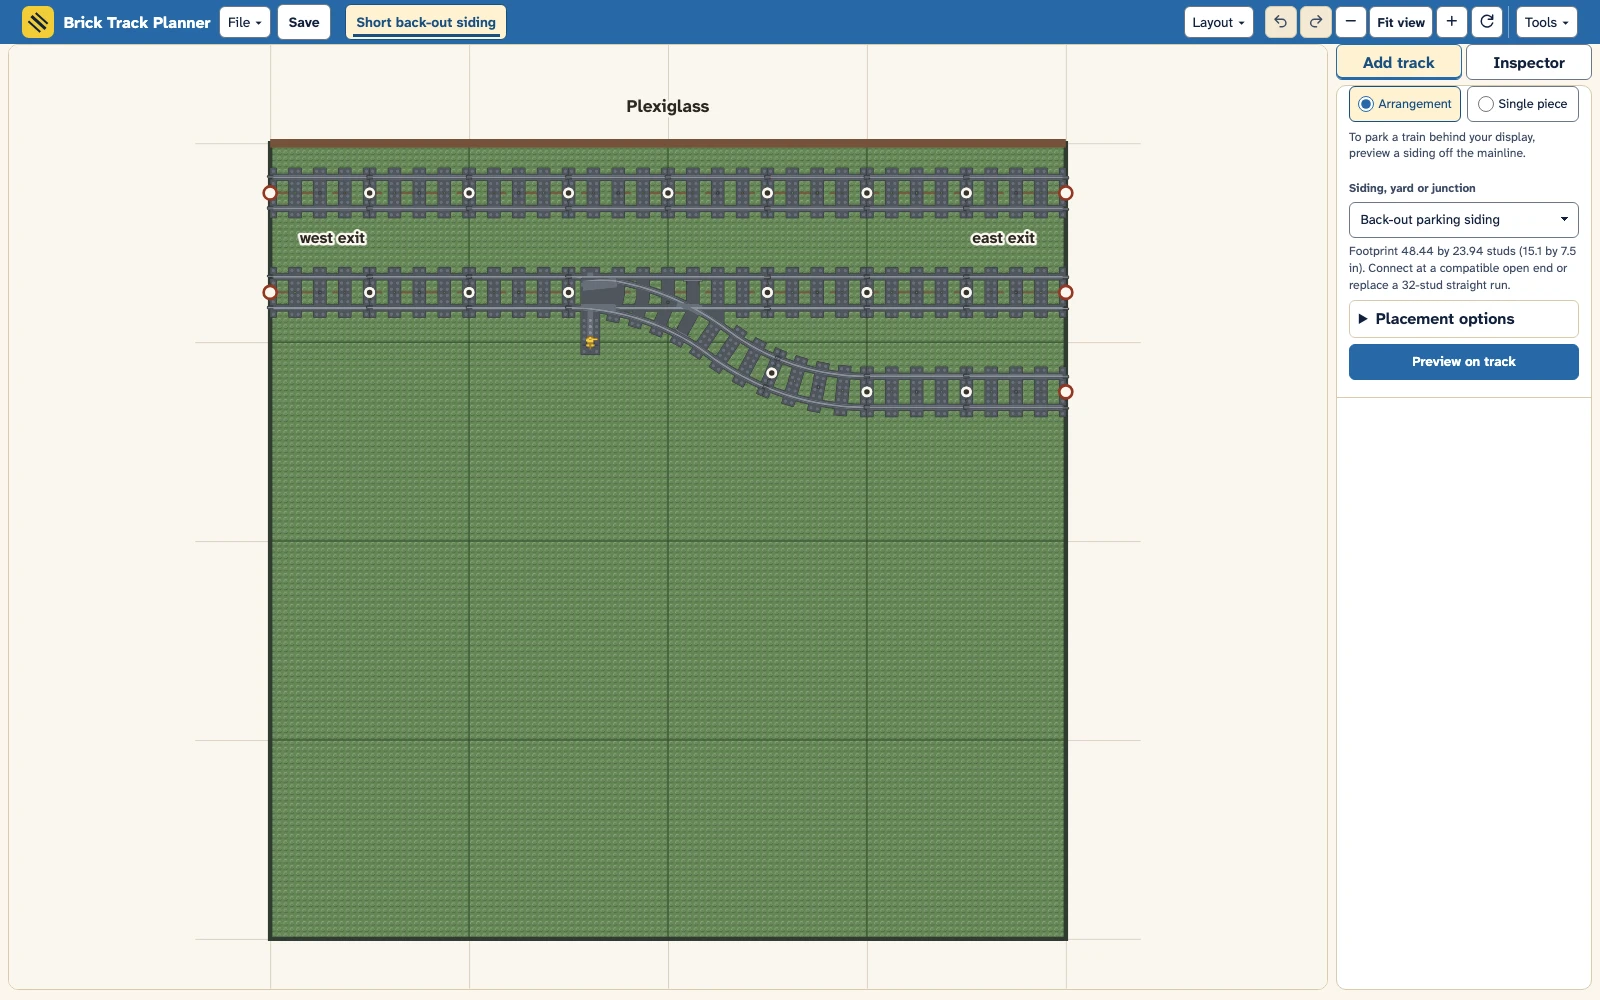 Brick Track Planner
File
Save
Short back-out siding
Layout
Fit view
Tools
Add track
Inspector
Arrangement
Single piece
To park a train behind your display,
preview a siding off the mainline.
Siding, yard or junction
Back-out parking siding
Footprint 48.44 by 23.94 studs (15.1 by 7.5
in). Connect at a compatible open end or
replace a 32-stud straight run.
Placement options
Preview on track
Plexiglass
west exit
east exit